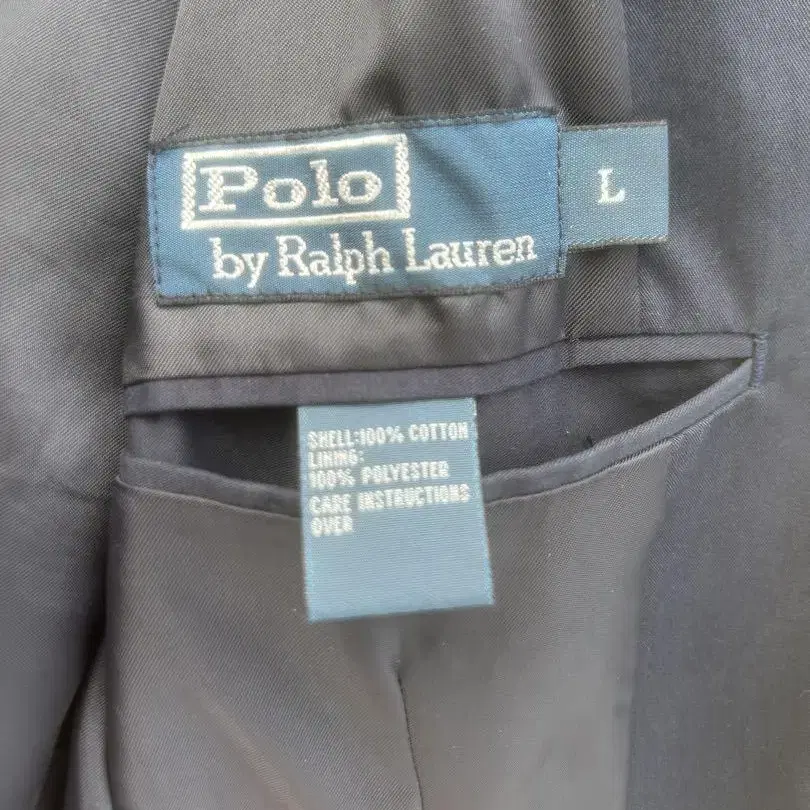 Polo
by Ralph Lauren
L
SHELL:100% COTTON
LINING:
100% POLYESTER
CARE INSTRUCTIONS
OVER